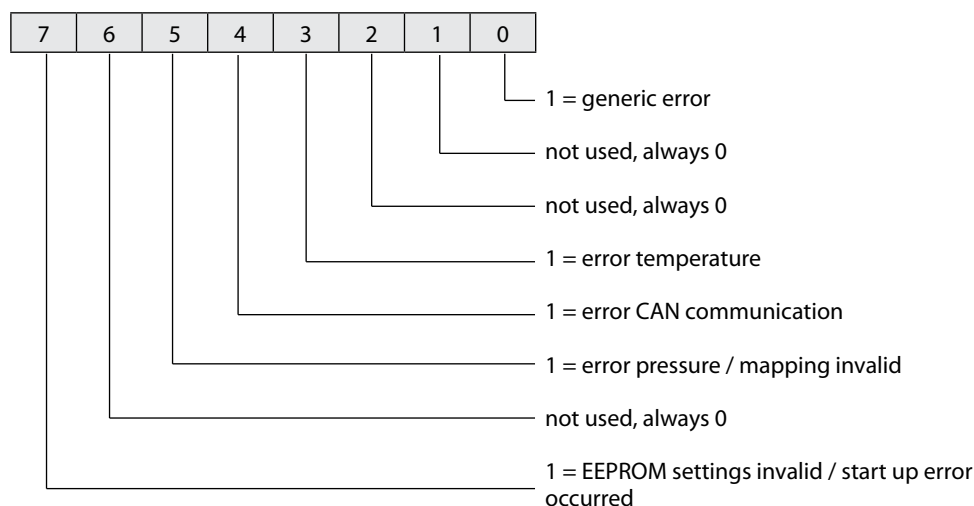 7 6 5 4 3 2 1 0
1 = generic error
not used, always 0
not used, always 0
1 = error temperature
1 = error CAN communication
1 = error pressure / mapping invalid
not used, always 0
1 = EEPROM settings invalid / start up error
occurred